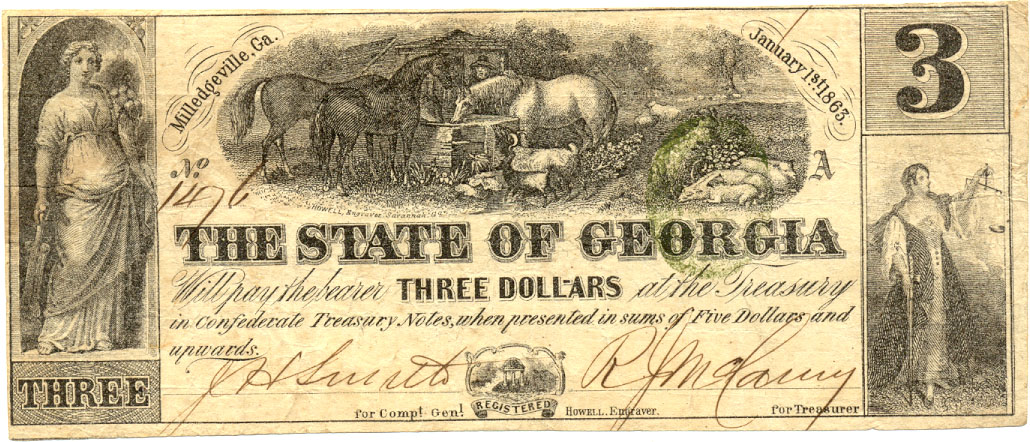 Milledgeville, Ga.
January 1st, 1863.
3
No
1496
A
HOWELL, Engraver Savannah Ga
THE STATE OF GEORGIA
Will pay the bearer THREE DOLLARS at the Treasury
in Confederate Treasury Notes, when presented in sums of Five Dollars and
upwards.
THREE
J H Smith
for Compt. Genl.
REGISTERED
HOWELL. Engraver.
for Treasurer